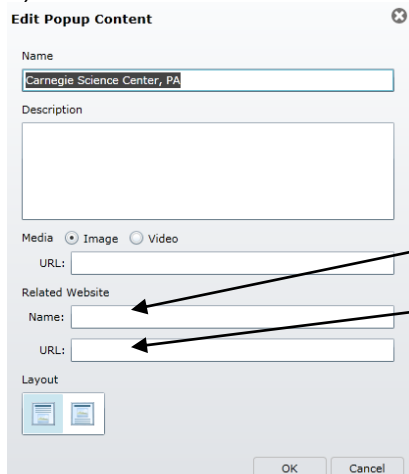 Edit Popup Content
Name
Carnegie Science Center, PA
Description
Media Image Video
URL:
Related Website
Name:
URL:
Layout
OK Cancel